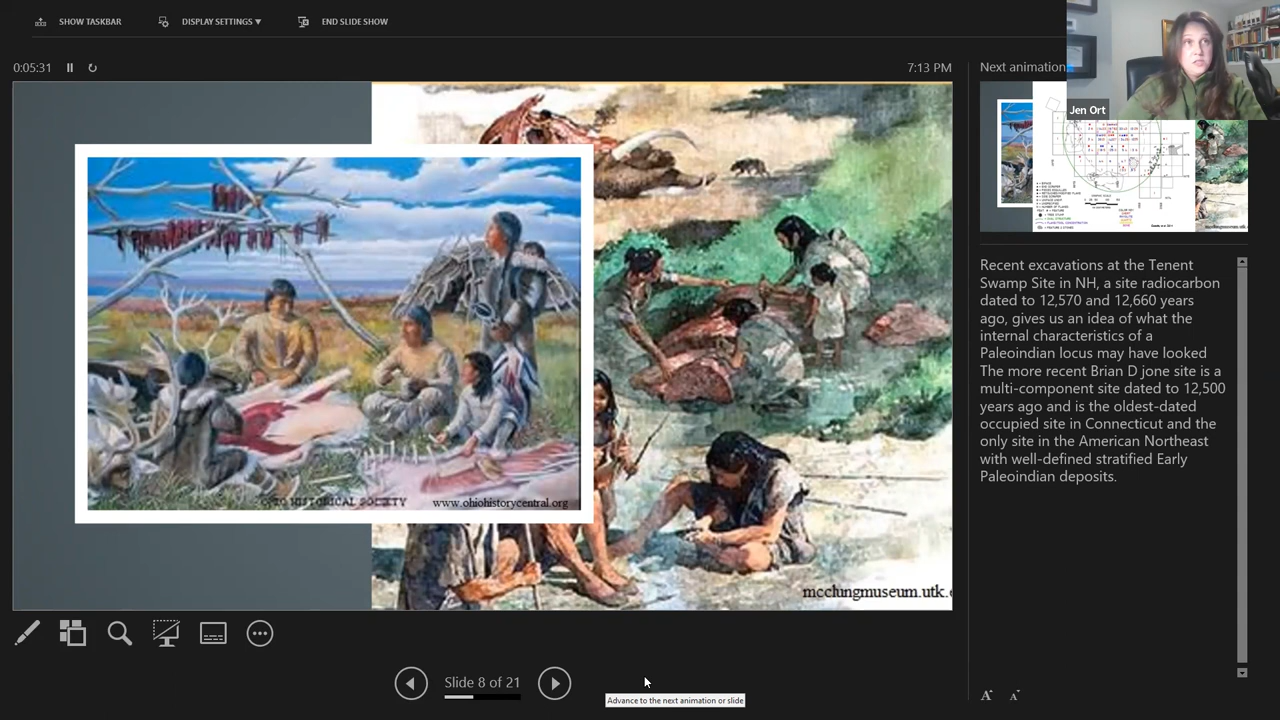 SHOW TASKBAR
DISPLAY SETTINGS ▾
END SLIDE SHOW
0:05:31
7:13 PM
Next animation
Jen Ort
HISTORICAL SOCIETY
www.ohiohistorycentral.org
mcclungmuseum.utk.
Recent excavations at the Tenent
Swamp Site in NH, a site radiocarbon
dated to 12,570 and 12,660 years
ago, gives us an idea of what the
internal characteristics of a
Paleoindian locus may have looked
The more recent Brian D jone site is a
multi-component site dated to 12,500
years ago and is the oldest-dated
occupied site in Connecticut and the
only site in the American Northeast
with well-defined stratified Early
Paleoindian deposits.
Slide 8 of 21
Advance to the next animation or slide
A
A